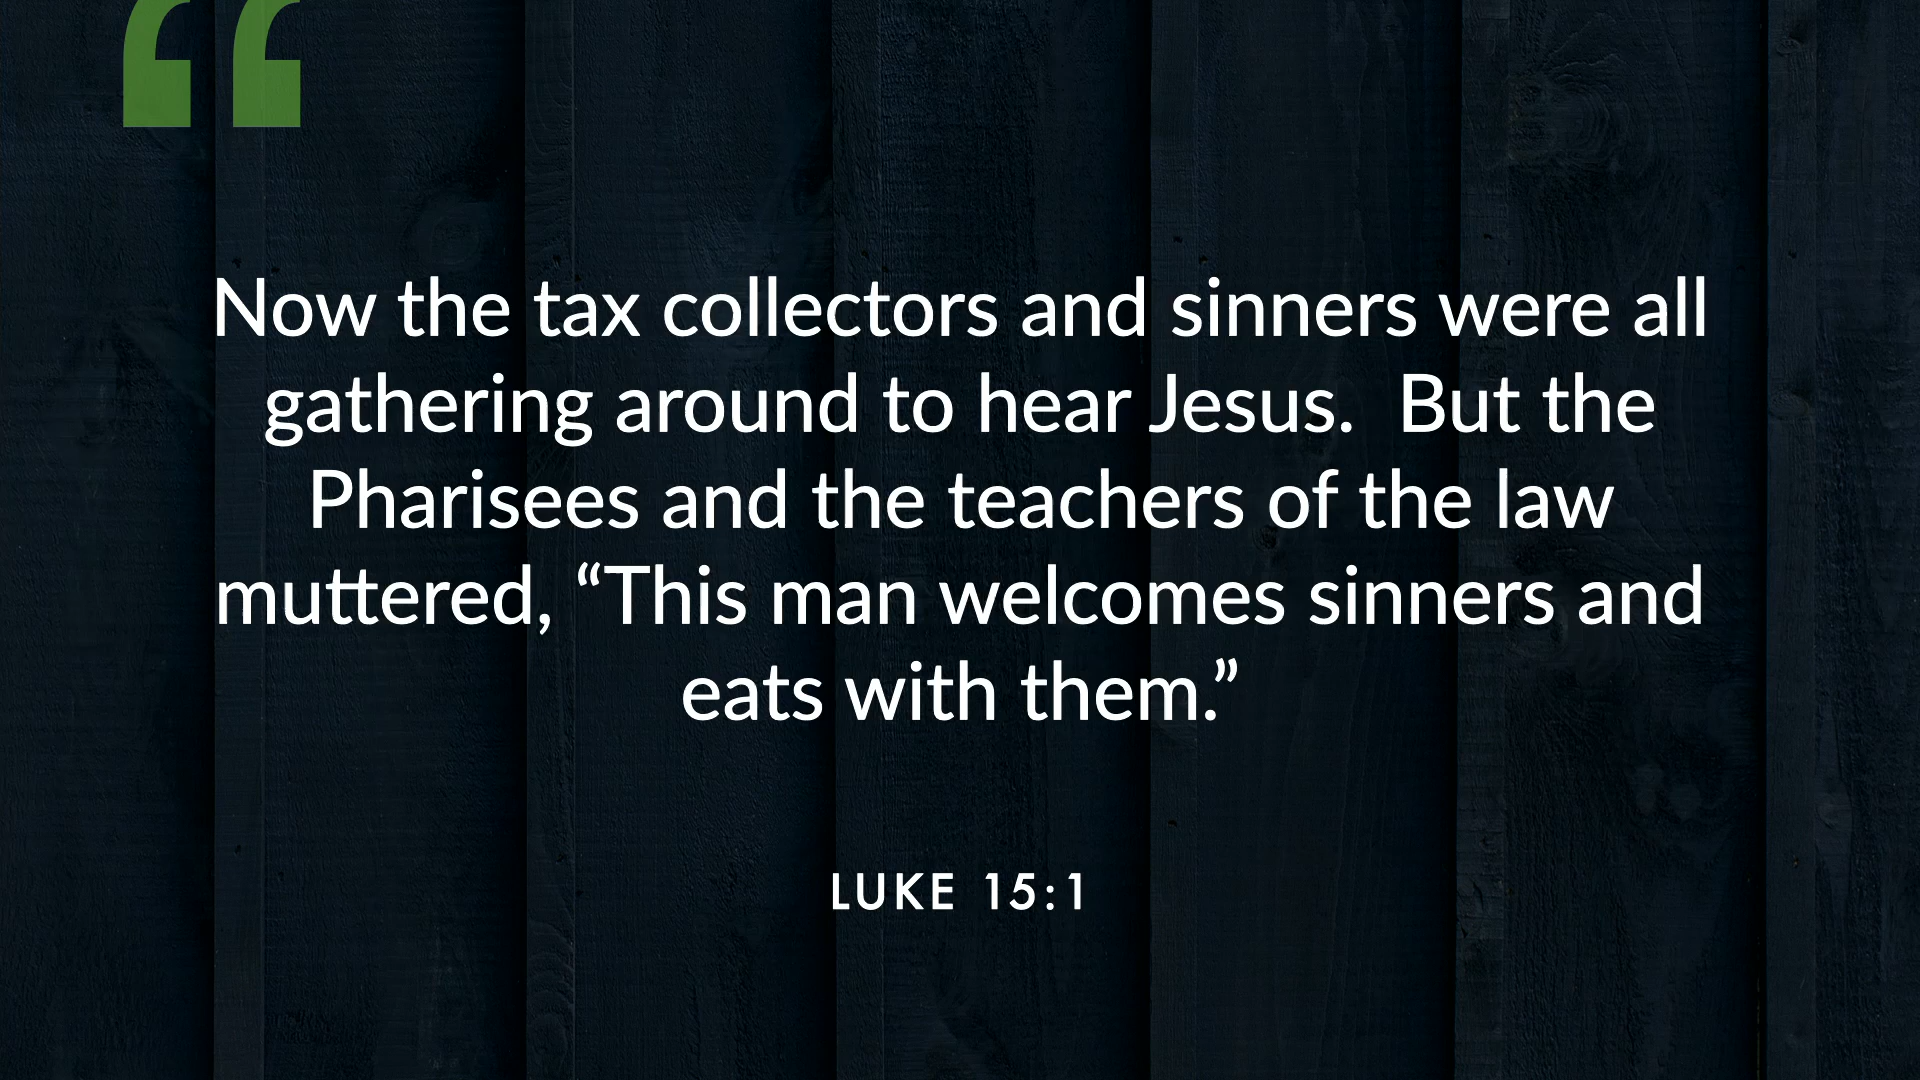 “
Now the tax collectors and sinners were all
gathering around to hear Jesus.  But the
Pharisees and the teachers of the law
muttered, “This man welcomes sinners and
eats with them.”
LUKE 15:1